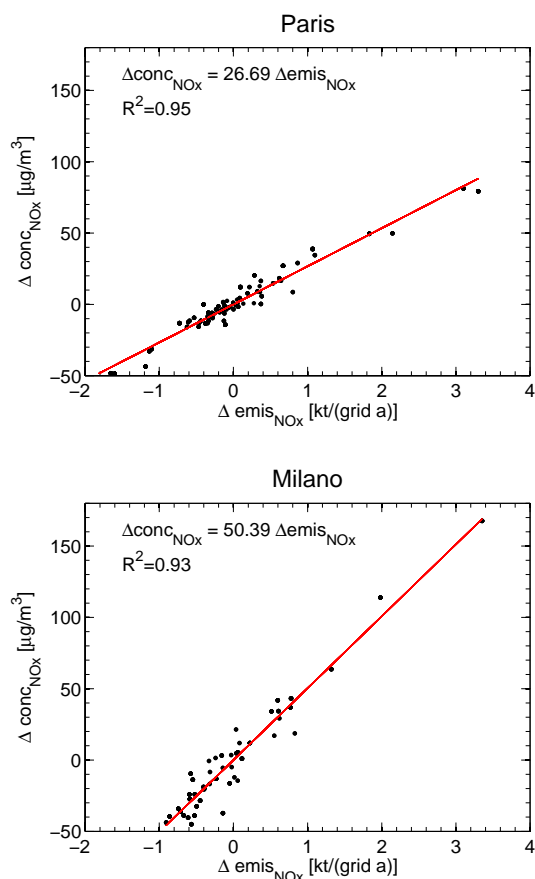 Paris
Δconc_NOx = 26.69 Δemis_NOx
R²=0.95
150
100
50
0
−50
Δ conc_NOx [μg/m³]
−2 −1 0 1 2 3 4
Δ emis_NOx [kt/(grid a)]
Milano
Δconc_NOx = 50.39 Δemis_NOx
R²=0.93
150
100
50
0
−50
Δ conc_NOx [μg/m³]
−2 −1 0 1 2 3 4
Δ emis_NOx [kt/(grid a)]